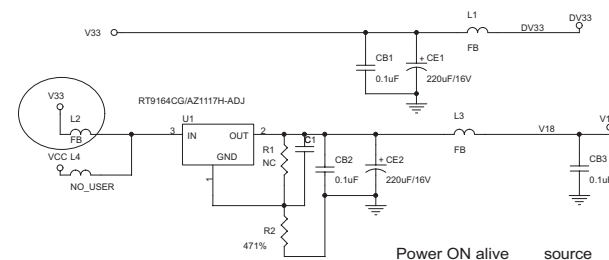 L1
DV33
V33
DV33
FB
CB1
+ CE1
0.1uF
220uF/16V
V33
RT9164CG/AZ1117H-ADJ
L2
U1
L3
FB
3
IN
OUT
2
V18
GND
C1
FB
VCC
L4
R1
NC
CB2
+ CE2
CB3
NO_USER
1
0.1uF
220uF/16V
R2
471%
Power ON alive source